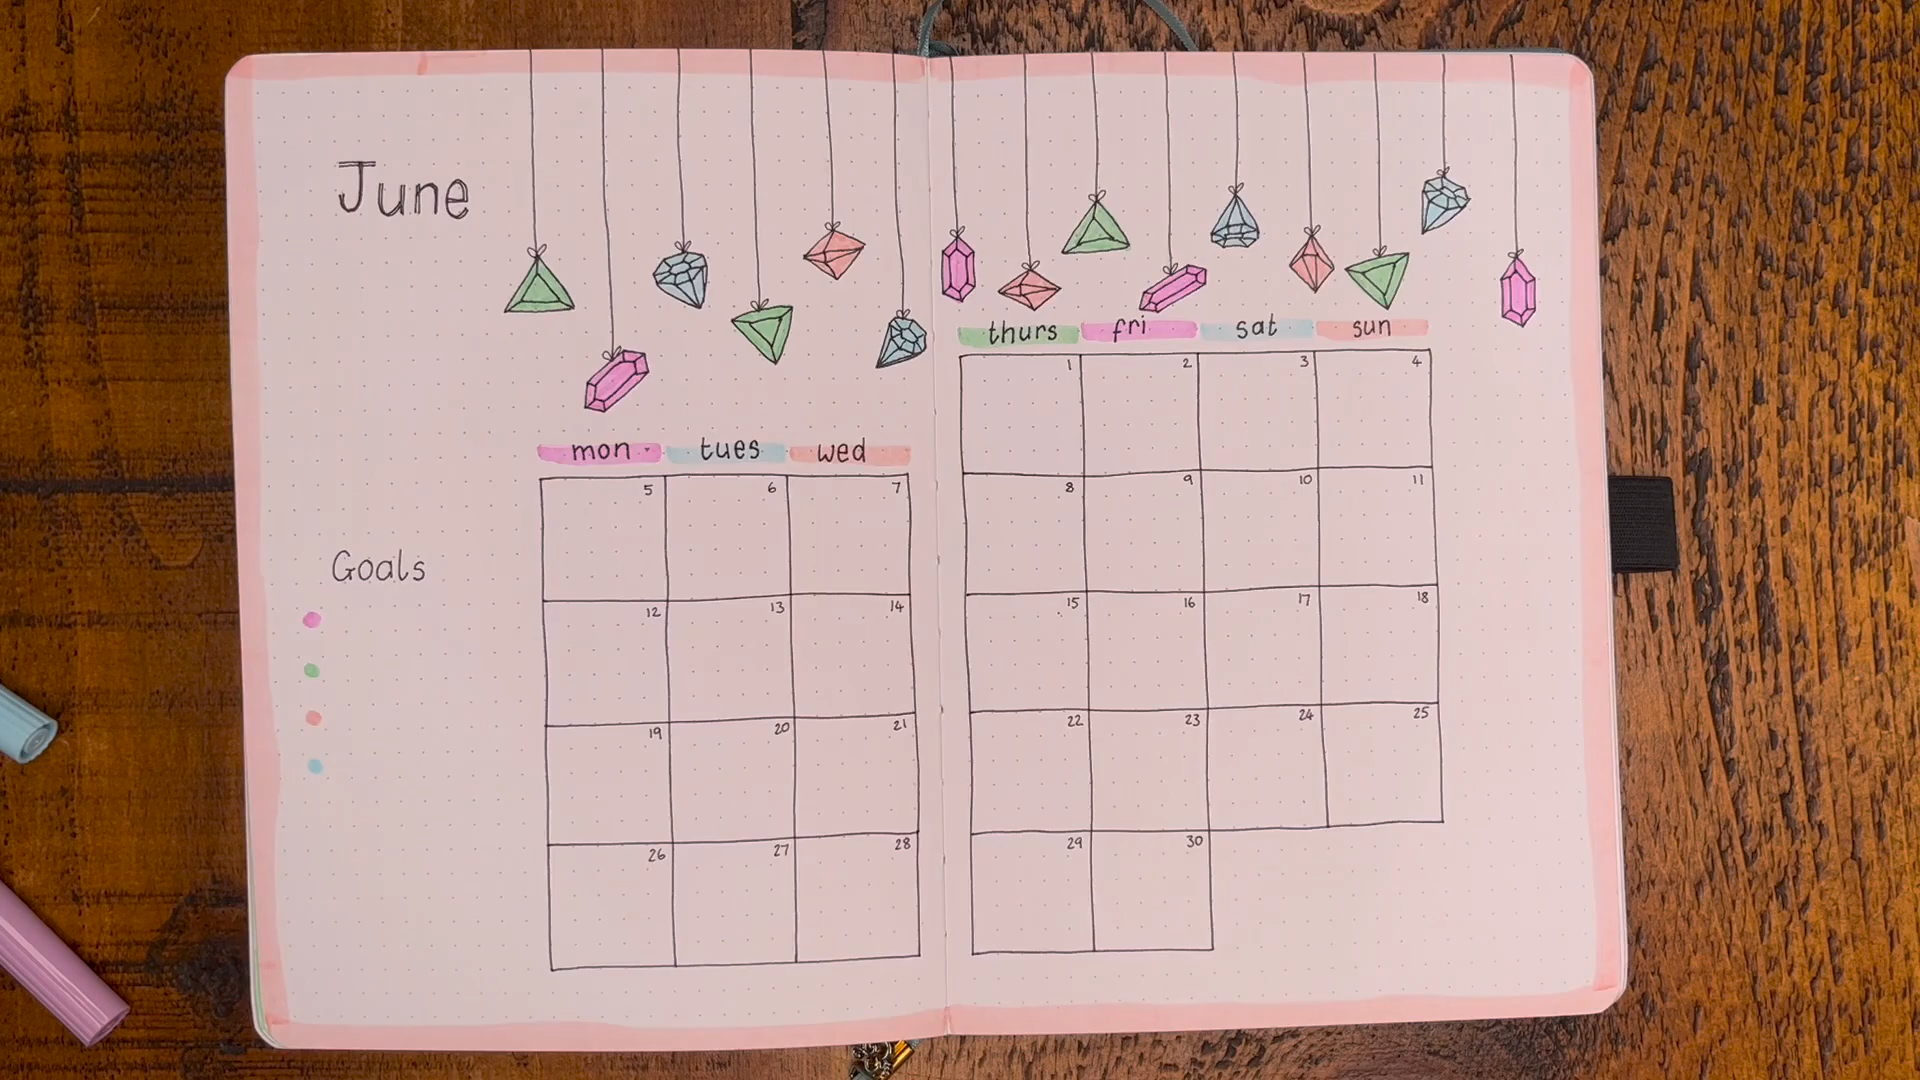 June
thurs fri sat sun
1 2 3 4
mon tues wed
5 6 7 8 9 10 11
Goals
12 13 14 15 16 17 18
19 20 21 22 23 24 25
26 27 28 29 30